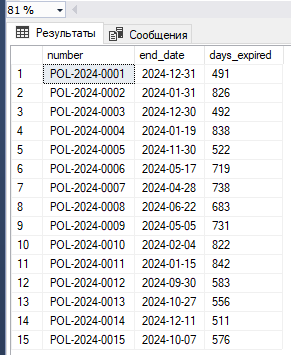 81 %
Результаты Сообщения
number end_date days_expired
1 POL-2024-0001 2024-12-31 491
2 POL-2024-0002 2024-01-31 826
3 POL-2024-0003 2024-12-30 492
4 POL-2024-0004 2024-01-19 838
5 POL-2024-0005 2024-11-30 522
6 POL-2024-0006 2024-05-17 719
7 POL-2024-0007 2024-04-28 738
8 POL-2024-0008 2024-06-22 683
9 POL-2024-0009 2024-05-05 731
10 POL-2024-0010 2024-02-04 822
11 POL-2024-0011 2024-01-15 842
12 POL-2024-0012 2024-09-30 583
13 POL-2024-0013 2024-10-27 556
14 POL-2024-0014 2024-12-11 511
15 POL-2024-0015 2024-10-07 576